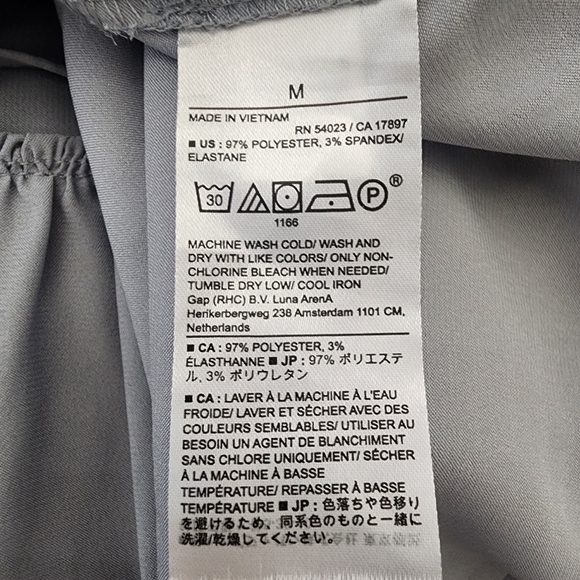 M
MADE IN VIETNAM
RN 54023 / CA 17897
■ US : 97% POLYESTER, 3% SPANDEX/
ELASTANE
30 P ®
1166
MACHINE WASH COLD/ WASH AND
DRY WITH LIKE COLORS/ ONLY NON-
CHLORINE BLEACH WHEN NEEDED/
TUMBLE DRY LOW/ COOL IRON
Gap (RHC) B.V. Luna ArenA
Herikerbergweg 238 Amsterdam 1101 CM,
Netherlands
■ CA : 97% POLYESTER, 3%
ÉLASTHANNE ■ JP : 97% ポリエステ
ル, 3% ポリウレタン
■ CA : LAVER À LA MACHINE À L'EAU
FROIDE/ LAVER ET SÉCHER AVEC DES
COULEURS SEMBLABLES/ UTILISER AU
BESOIN UN AGENT DE BLANCHIMENT
SANS CHLORE UNIQUEMENT/ SÉCHER
À LA MACHINE À BASSE
TEMPÉRATURE/ REPASSER À BASSE
TEMPÉRATURE ■ JP : 色落ちや色移り
を避けるため、同系色のものと一緒に
洗濯/乾燥してください。